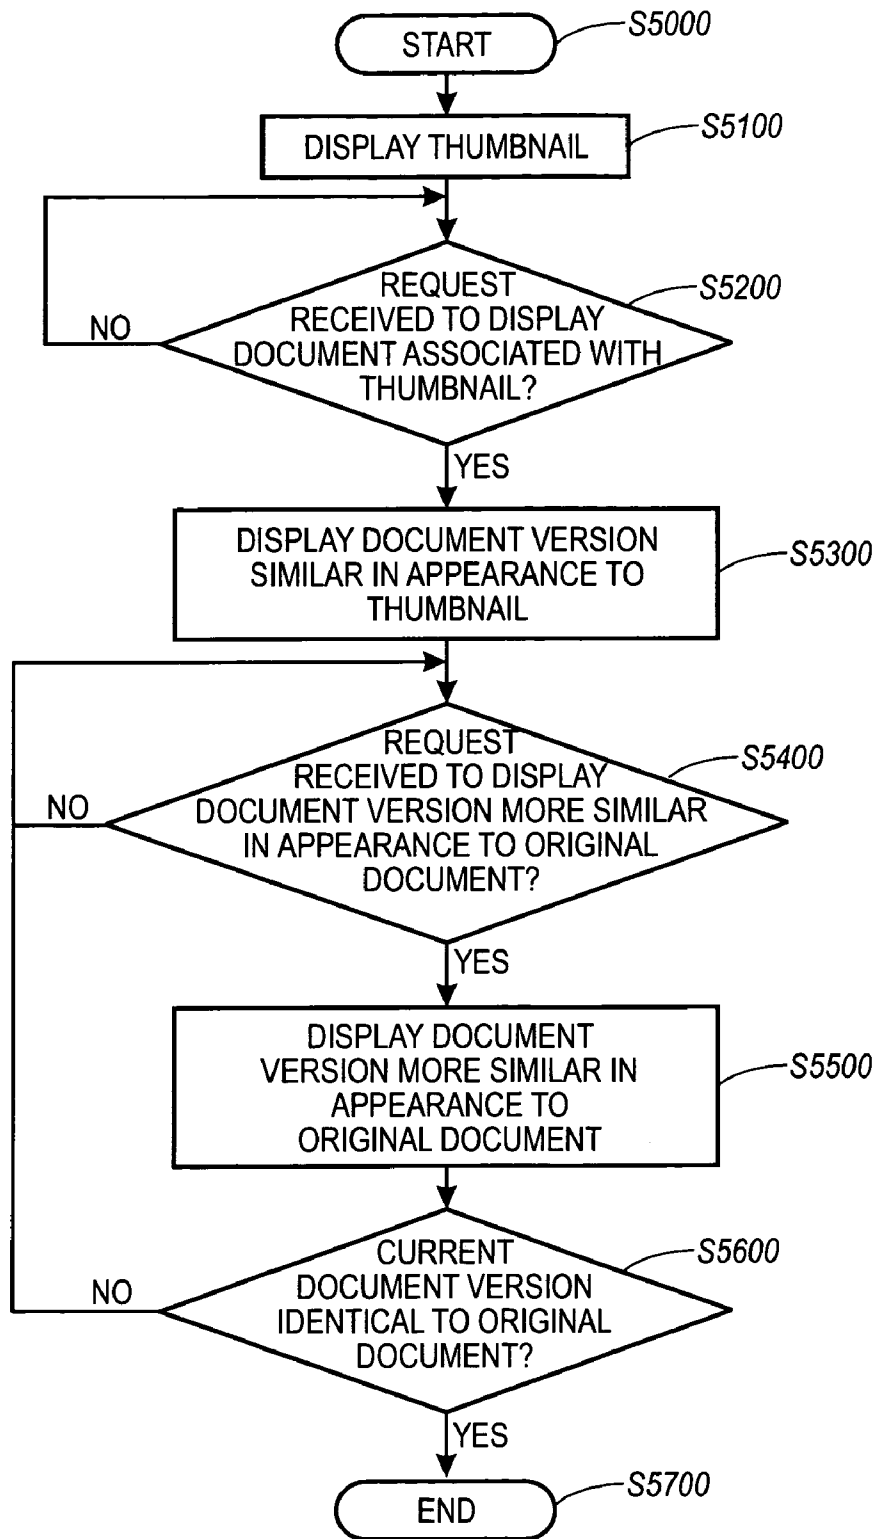 START
S5000
DISPLAY THUMBNAIL
S5100
REQUEST
RECEIVED TO DISPLAY
DOCUMENT ASSOCIATED WITH
THUMBNAIL?
S5200
NO
YES
DISPLAY DOCUMENT VERSION
SIMILAR IN APPEARANCE TO
THUMBNAIL
S5300
REQUEST
RECEIVED TO DISPLAY
DOCUMENT VERSION MORE SIMILAR
IN APPEARANCE TO ORIGINAL
DOCUMENT?
S5400
NO
YES
DISPLAY DOCUMENT
VERSION MORE SIMILAR IN
APPEARANCE TO
ORIGINAL DOCUMENT
S5500
CURRENT
DOCUMENT VERSION
IDENTICAL TO ORIGINAL
DOCUMENT?
S5600
NO
YES
END
S5700